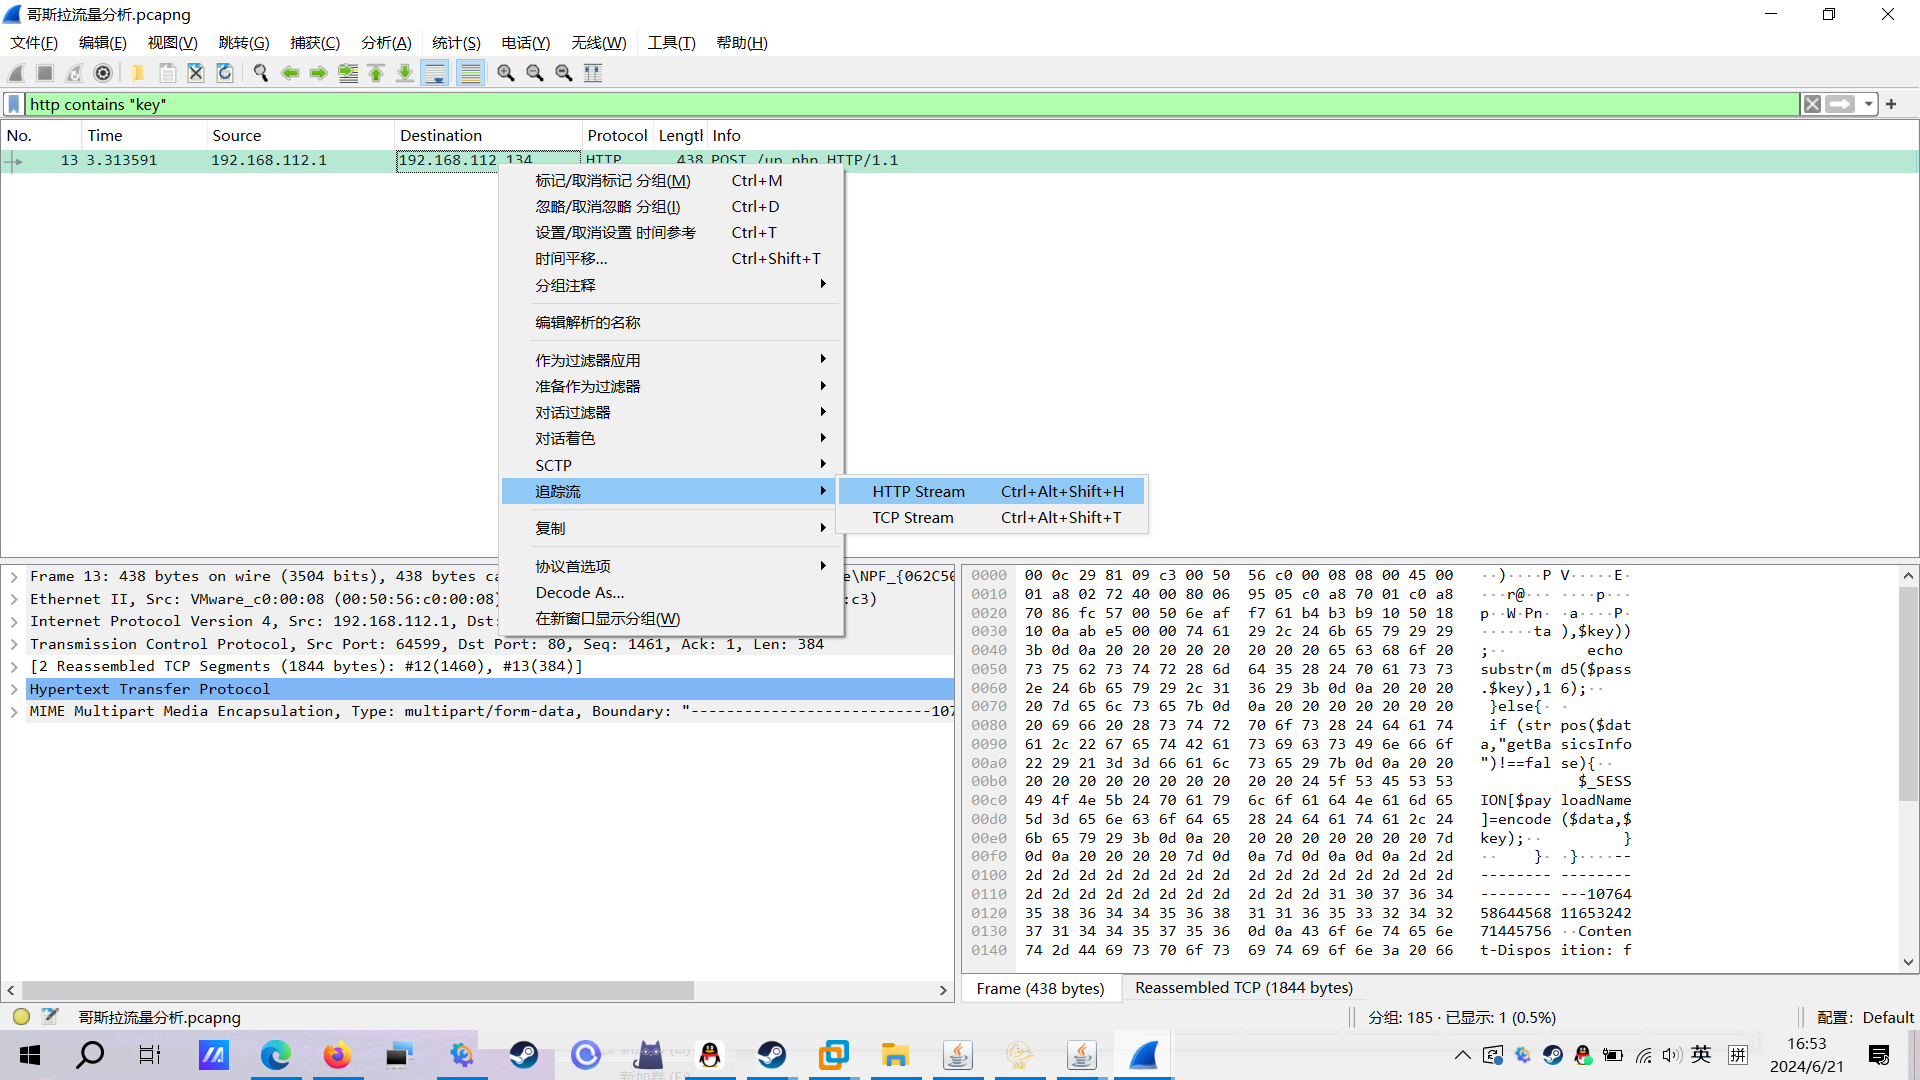 哥斯拉流量分析.pcapng
文件(F) 编辑(E) 视图(V) 跳转(G) 捕获(C) 分析(A) 统计(S) 电话(Y) 无线(W) 工具(T) 帮助(H)
http contains "key"
No. Time Source Destination Protocol Length Info
13 3.313591 192.168.112.1 192.168.112.134 HTTP 438 POST /up.php HTTP/1.1
标记/取消标记 分组(M) Ctrl+M
忽略/取消忽略 分组(I) Ctrl+D
设置/取消设置 时间参考 Ctrl+T
时间平移... Ctrl+Shift+T
分组注释
编辑解析的名称
作为过滤器应用
准备作为过滤器
对话过滤器
对话着色
SCTP
追踪流
HTTP Stream Ctrl+Alt+Shift+H
TCP Stream Ctrl+Alt+Shift+T
复制
协议首选项
Decode As...
在新窗口显示分组(W)
Frame 13: 438 bytes on wire (3504 bits), 438 bytes ca e\NPF_{062C50
Ethernet II, Src: VMware_c0:00:08 (00:50:56:c0:00:08) :c3)
Internet Protocol Version 4, Src: 192.168.112.1, Dst:
Transmission Control Protocol, Src Port: 64599, Dst Port: 80, Seq: 1461, Ack: 1, Len: 384
[2 Reassembled TCP Segments (1844 bytes): #12(1460), #13(384)]
Hypertext Transfer Protocol
MIME Multipart Media Encapsulation, Type: multipart/form-data, Boundary: "---------------------------107
0000 00 0c 29 81 09 c3 00 50 56 c0 00 08 08 00 45 00 ··)····P V·····E·
0010 01 a8 02 72 40 00 80 06 95 05 c0 a8 70 01 c0 a8 ···r@··· ····p···
0020 70 86 fc 57 00 50 6e af f7 61 b4 b3 b9 10 50 18 p··W·Pn· ·a····P·
0030 10 0a ab e5 00 00 74 61 29 2c 24 6b 65 79 29 29 ······ta ),$key))
0040 3b 0d 0a 20 20 20 20 20 20 20 20 65 63 68 6f 20 ;·· echo
0050 73 75 62 73 74 72 28 6d 64 35 28 24 70 61 73 73 substr(m d5($pass
0060 2e 24 6b 65 79 29 2c 31 36 29 3b 0d 0a 20 20 20 .$key),1 6);··
0070 20 7d 65 6c 73 65 7b 0d 0a 20 20 20 20 20 20 20 }else{· ·
0080 20 69 66 20 28 73 74 72 70 6f 73 28 24 64 61 74 if (str pos($dat
0090 61 2c 22 67 65 74 42 61 73 69 63 73 49 6e 66 6f a,"getBa sicsInfo
00a0 22 29 21 3d 3d 66 61 6c 73 65 29 7b 0d 0a 20 20 ")!==fal se){··
00b0 20 20 20 20 20 20 20 20 20 20 24 5f 53 45 53 53 $_SESS
00c0 49 4f 4e 5b 24 70 61 79 6c 6f 61 64 4e 61 6d 65 ION[$pay loadName
00d0 5d 3d 65 6e 63 6f 64 65 28 24 64 61 74 61 2c 24 ]=encode ($data,$
00e0 6b 65 79 29 3b 0d 0a 20 20 20 20 20 20 20 20 7d key);·· }
00f0 0d 0a 20 20 20 20 7d 0d 0a 7d 0d 0a 0d 0a 2d 2d ·· }· ·}····--
0100 2d 2d 2d 2d 2d 2d 2d 2d 2d 2d 2d 2d 2d 2d 2d 2d -------- --------
0110 2d 2d 2d 2d 2d 2d 2d 2d 2d 2d 2d 31 30 37 36 34 -------- ---10764
0120 35 38 36 34 34 35 36 38 31 31 36 35 33 32 34 32 58644568 11653242
0130 37 31 34 34 35 37 35 36 0d 0a 43 6f 6e 74 65 6e 71445756 ··Conten
0140 74 2d 44 69 73 70 6f 73 69 74 69 6f 6e 3a 20 66 t-Dispos ition: f
Frame (438 bytes) Reassembled TCP (1844 bytes)
哥斯拉流量分析.pcapng 分组: 185 · 已显示: 1 (0.5%) 配置: Default
英 拼
16:53
2024/6/21